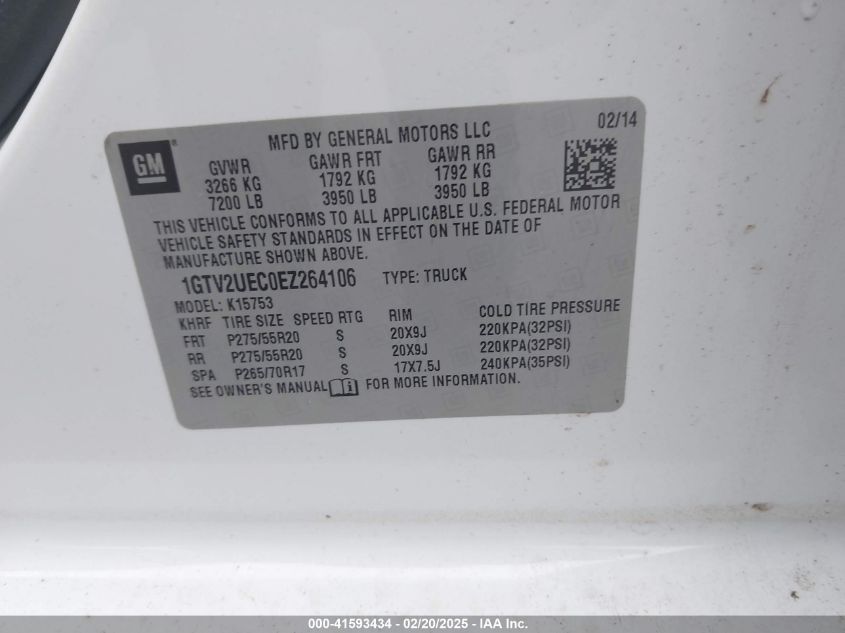 MFD BY GENERAL MOTORS LLC 02/14
GM
GVWR GAWR FRT GAWR RR
3266 KG 1792 KG 1792 KG
7200 LB 3950 LB 3950 LB
THIS VEHICLE CONFORMS TO ALL APPLICABLE U.S. FEDERAL MOTOR
VEHICLE SAFETY STANDARDS IN EFFECT ON THE DATE OF
MANUFACTURE SHOWN ABOVE.
1GTV2UEC0EZ264106 TYPE: TRUCK
MODEL: K15753
KHRF TIRE SIZE SPEED RTG RIM COLD TIRE PRESSURE
FRT P275/55R20 S 20X9J 220KPA(32PSI)
RR P275/55R20 S 20X9J 220KPA(32PSI)
SPA P265/70R17 S 17X7.5J 240KPA(35PSI)
SEE OWNER'S MANUAL FOR MORE INFORMATION.
000-41593434 - 02/20/2025 - IAA Inc.